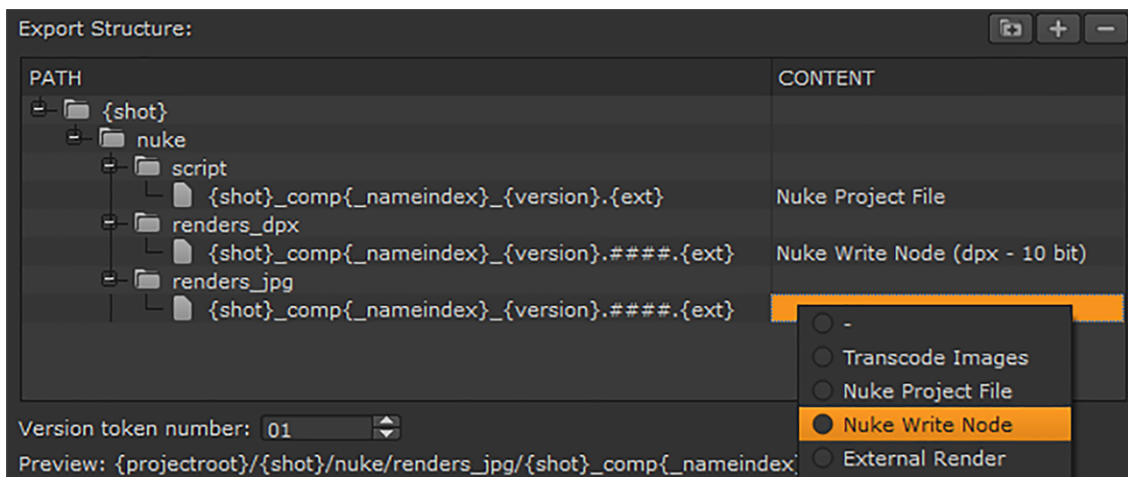 Export Structure:
PATH CONTENT
{shot}
nuke
script
{shot}_comp{_nameindex}_{version}.{ext} Nuke Project File
renders_dpx
{shot}_comp{_nameindex}_{version}.####.{ext} Nuke Write Node (dpx - 10 bit)
renders_jpg
{shot}_comp{_nameindex}_{version}.####.{ext}
-
Transcode Images
Nuke Project File
Nuke Write Node
External Render
Version token number: 01
Preview: {projectroot}/{shot}/nuke/renders_jpg/{shot}_comp{_nameindex}